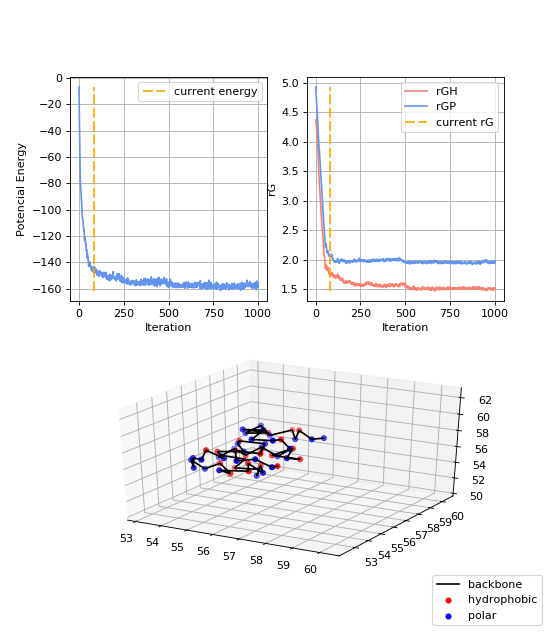 0
−20
−40
−60
−80
−100
−120
−140
−160
Potencial Energy
current energy
0 250 500 750 1000
Iteration
5.0
4.5
4.0
3.5
3.0
2.5
2.0
1.5
rG
rGH
rGP
current rG
0 250 500 750 1000
Iteration
62
60
58
56
54
52
50
53 54 55 56 57 58 59 60
53 54 55 56 57 58 59 60
backbone
hydrophobic
polar